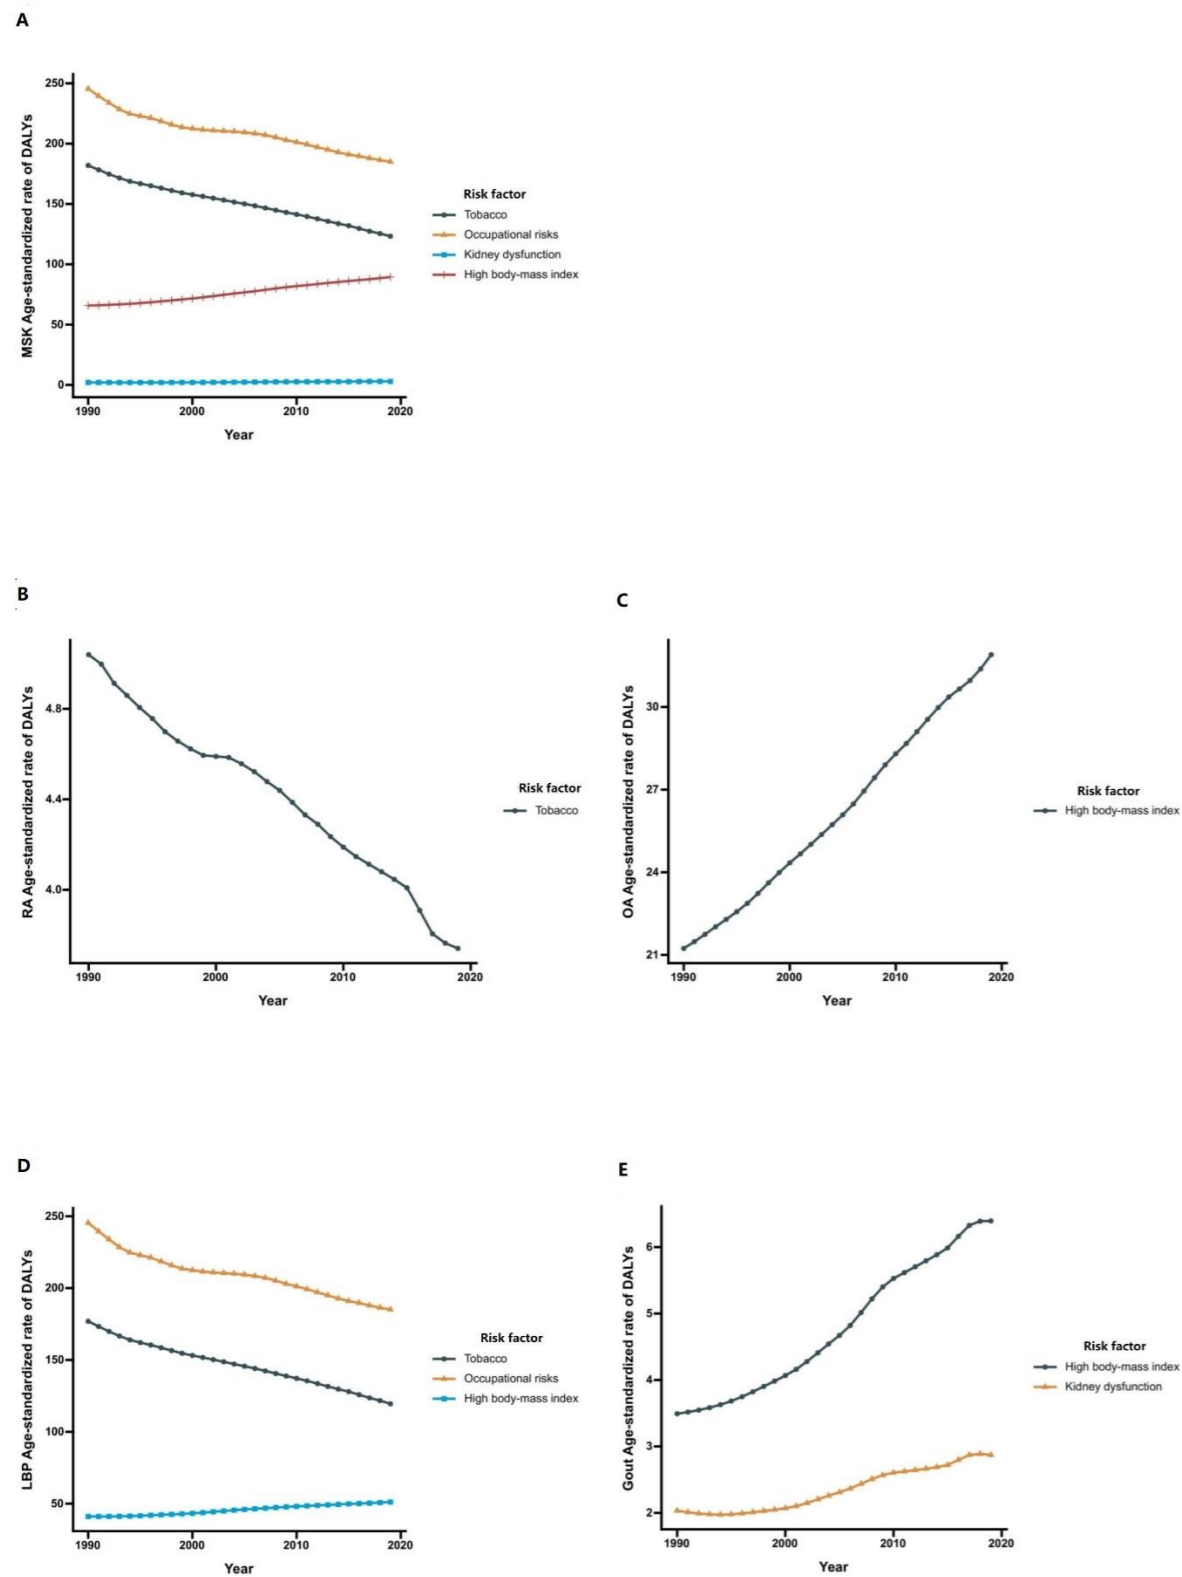 A
MSK Age-standardized rate of DALYs
250
200
150
100
50
0
1990
2000
2010
2020
Year
Risk factor
Tobacco
Occupational risks
Kidney dysfunction
High body-mass index
B
RA Age-standardized rate of DALYs
4.8
4.4
4.0
1990
2000
2010
2020
Year
Risk factor
Tobacco
C
OA Age-standardized rate of DALYs
30
27
24
21
1990
2000
2010
2020
Year
Risk factor
High body-mass index
D
LBP Age-standardized rate of DALYs
250
200
150
100
50
1990
2000
2010
2020
Year
Risk factor
Tobacco
Occupational risks
High body-mass index
E
Gout Age-standardized rate of DALYs
6
5
4
3
2
1990
2000
2010
2020
Year
Risk factor
High body-mass index
Kidney dysfunction